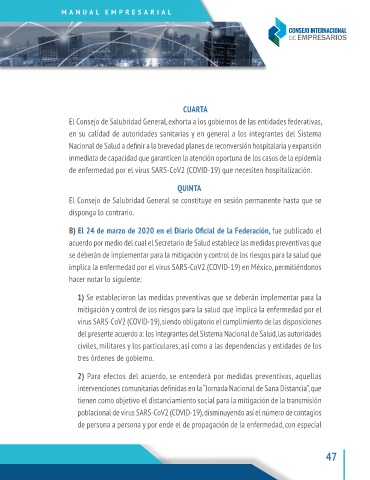 MANUAL EMPRESARIAL
CONSEJO INTERNACIONAL
DE EMPRESARIOS
CUARTA
El Consejo de Salubridad General, exhorta a los gobiernos de las entidades federativas,
en su calidad de autoridades sanitarias y en general a los integrantes del Sistema
Nacional de Salud a definir a la brevedad planes de reconversión hospitalaria y expansión
inmediata de capacidad que garanticen la atención oportuna de los casos de la epidemia
de enfermedad por el virus SARS-CoV2 (COVID-19) que necesiten hospitalización.
QUINTA
El Consejo de Salubridad General se constituye en sesión permanente hasta que se
disponga lo contrario.
B) El 24 de marzo de 2020 en el Diario Oficial de la Federación, fue publicado el
acuerdo por medio del cual el Secretario de Salud establece las medidas preventivas que
se deberán de implementar para la mitigación y control de los riesgos para la salud que
implica la enfermedad por el virus SARS-CoV2 (COVID-19) en México, permitiéndonos
hacer notar lo siguiente:
1) Se establecieron las medidas preventivas que se deberán implementar para la
mitigación y control de los riesgos para la salud que implica la enfermedad por el
virus SARS-CoV2 (COVID-19), siendo obligatorio el cumplimiento de las disposiciones
del presente acuerdo a: los integrantes del Sistema Nacional de Salud, las autoridades
civiles, militares y los particulares, así como a las dependencias y entidades de los
tres órdenes de gobierno.
2) Para efectos del acuerdo, se entenderá por medidas preventivas, aquellas
intervenciones comunitarias definidas en la “Jornada Nacional de Sana Distancia”, que
tienen como objetivo el distanciamiento social para la mitigación de la transmisión
poblacional de virus SARS-CoV2 (COVID-19), disminuyendo así el número de contagios
de persona a persona y por ende el de propagación de la enfermedad, con especial
47